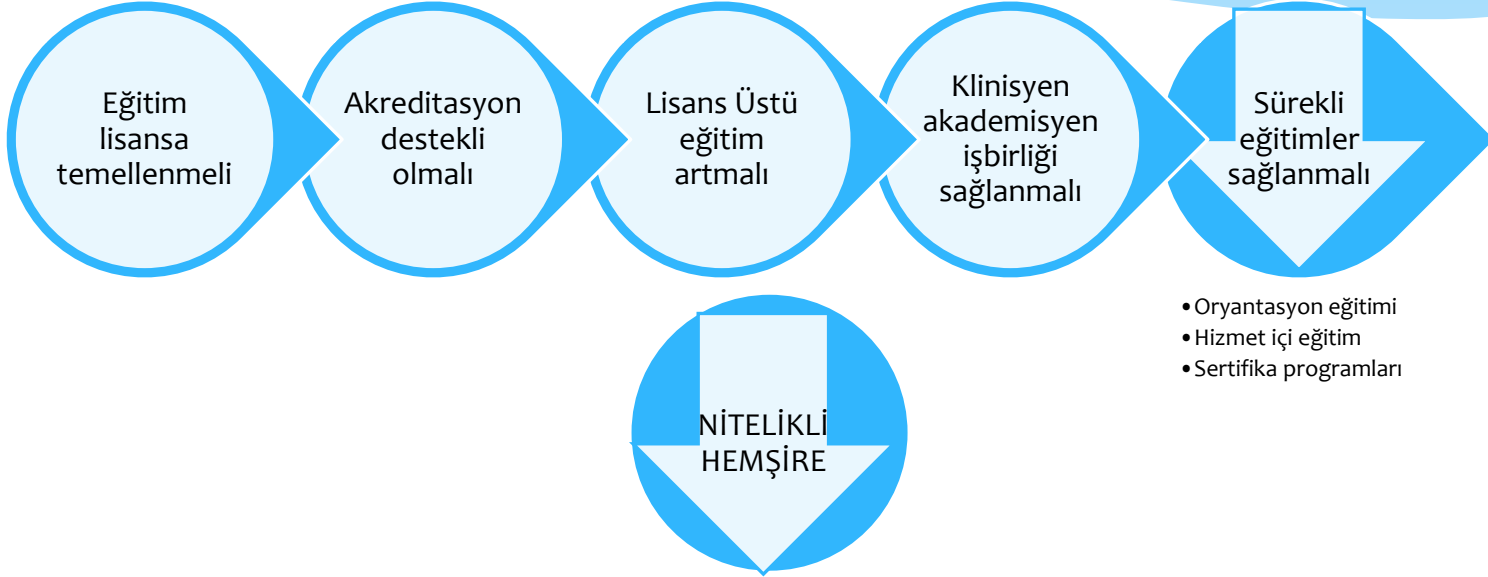 Eğitim
lisansa
temellenmeli
Akreditasyon
destekli
olmalı
Lisans Üstü
eğitim
artmalı
Klinisyen
akademisyen
işbirliği
sağlanmalı
Sürekli
eğitimler
sağlanmalı
•Oryantasyon eğitimi
•Hizmet içi eğitim
•Sertifika programları
NİTELİKLİ
HEMŞİRE